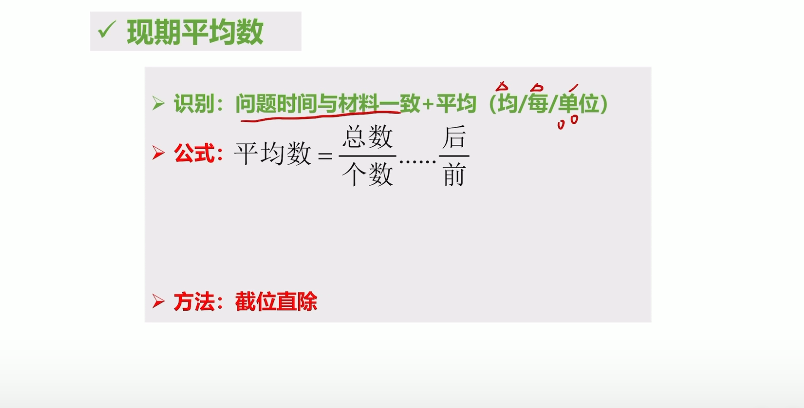 ✓ 现期平均数
➢ 识别：问题时间与材料一致+平均（均/每/单位）
➢ 公式：平均数=总数/个数……后/前
➢ 方法：截位直除